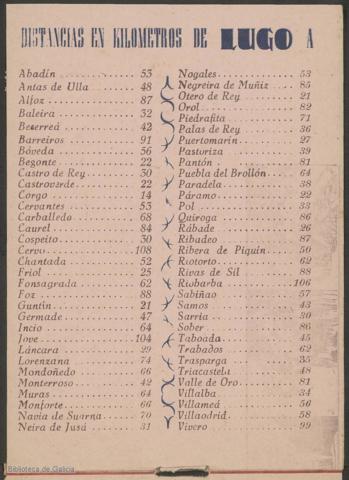 DISTANCIAS EN KILOMETROS DE LUGO A
Abadín 53
Antas de Ulla 48
Alfoz 87
Baleira 32
Becerreá 42
Barreiros 91
Bóveda 56
Begonte 22
Castro de Rey 30
Castroverde 22
Corgo 14
Cervantes 53
Carballedo 68
Caurel 84
Cospeito 30
Cervo 108
Chantada 52
Friol 25
Fonsagrada 62
Foz 88
Guntín 21
Germade 47
Incio 64
Jove 104
Láncara 29
Lorenzana 74
Mondoñedo 66
Monterroso 42
Muras 64
Monforte 66
Navia de Suarna 70
Neira de Jusá 31
Nogales 53
Negreira de Muñiz 85
Otero de Rey 21
Orol 82
Piedrafita 71
Palas de Rey 36
Puertomarín 27
Pastoriza 39
Pantón 81
Puebla del Brollón 64
Paradela 38
Páramo 22
Pol 33
Quiroga 86
Rábade 26
Ribadeo 87
Ribera de Piquín 50
Riotorto 62
Rivas de Sil 88
Riobarba 106
Sabiñao 57
Samos 43
Sarria 30
Sober 86
Taboada 45
Trabados 62
Trasparga 35
Triacastela 48
Valle de Oro 81
Villalba 34
Villameá 56
Villaodrid 58
Vivero 99
Biblioteca de Galicia